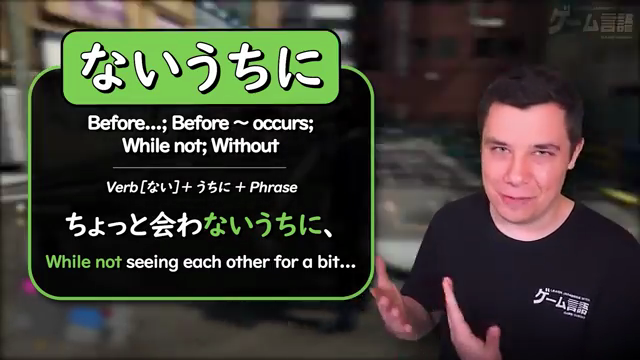 ゲーム言語
ないうちに
Before...; Before ~ occurs;
While not; Without
Verb [ない] + うちに + Phrase
ちょっと会わないうちに、
While not seeing each other for a bit...
ゲーム言語